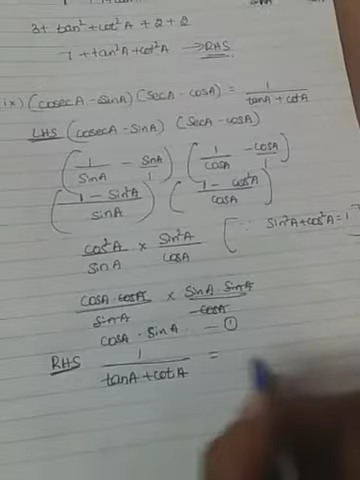 3 + tan²A + cot²A + 2 + 2
7 + tan²A + cot²A → RHS
ix) (cosecA - sinA) (secA - cosA) = 1/(tanA + cotA)
LHS (cosecA - sinA) (secA - cosA)
(1/sinA - sinA/1) (1/cosA - cosA/1)
((1 - sin²A)/sinA) ((1 - cos²A)/cosA)
cos²A/sinA × sin²A/cosA [∵ sin²A + cos²A = 1
cosA cosA/sinA × sinA sinA/cosA
cosA · sinA — ①
RHS 1/(tanA + cotA) =